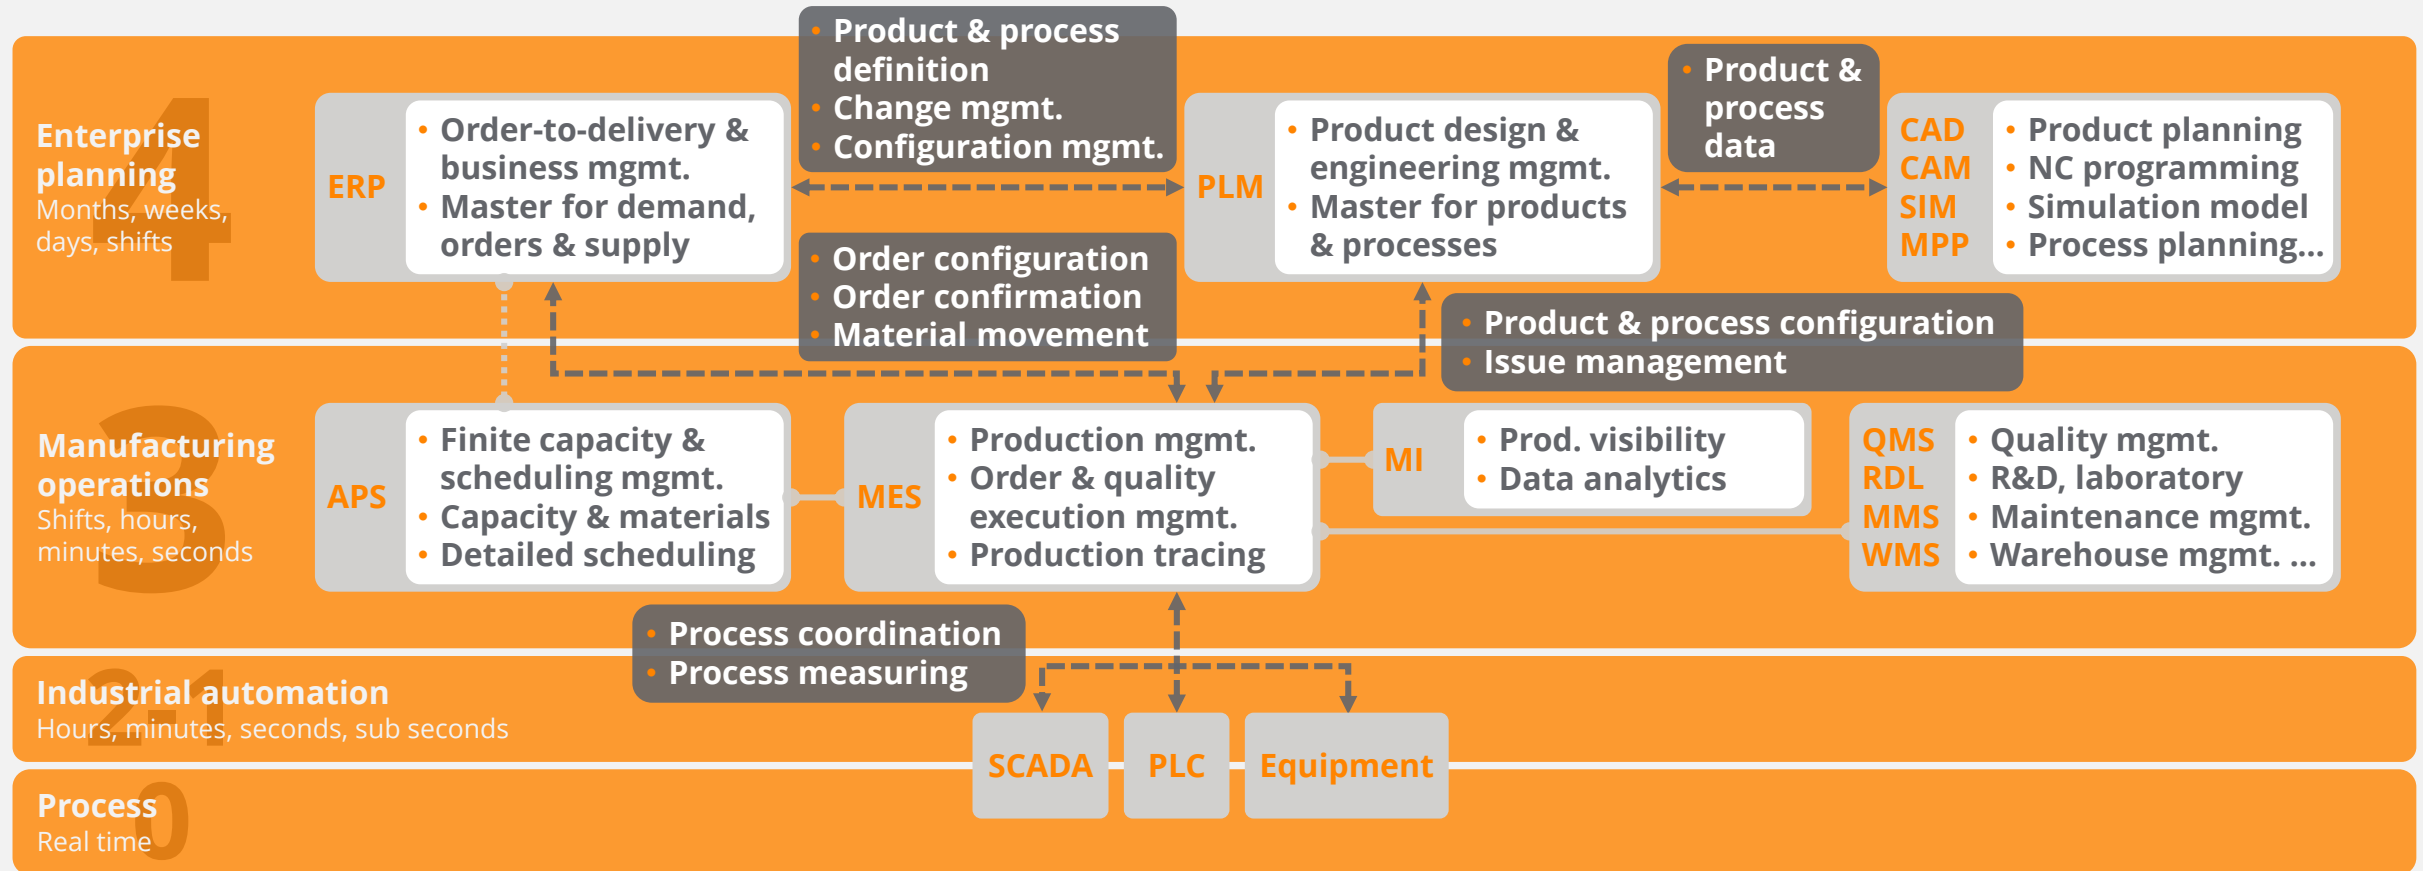 4
Enterprise
planning
Months, weeks,
days, shifts
ERP
• Order-to-delivery &
business mgmt.
• Master for demand,
orders & supply
• Product & process
definition
• Change mgmt.
• Configuration mgmt.
PLM
• Product design &
engineering mgmt.
• Master for products
& processes
• Product &
process
data
CAD
CAM
SIM
MPP
• Product planning
• NC programming
• Simulation model
• Process planning...
• Order configuration
• Order confirmation
• Material movement
• Product & process configuration
• Issue management
3
Manufacturing
operations
Shifts, hours,
minutes, seconds
APS
• Finite capacity &
scheduling mgmt.
• Capacity & materials
• Detailed scheduling
MES
• Production mgmt.
• Order & quality
execution mgmt.
• Production tracing
MI
• Prod. visibility
• Data analytics
QMS
RDL
MMS
WMS
• Quality mgmt.
• R&D, laboratory
• Maintenance mgmt.
• Warehouse mgmt. ...
• Process coordination
• Process measuring
2-1
Industrial automation
Hours, minutes, seconds, sub seconds
SCADA
PLC
Equipment
0
Process
Real time